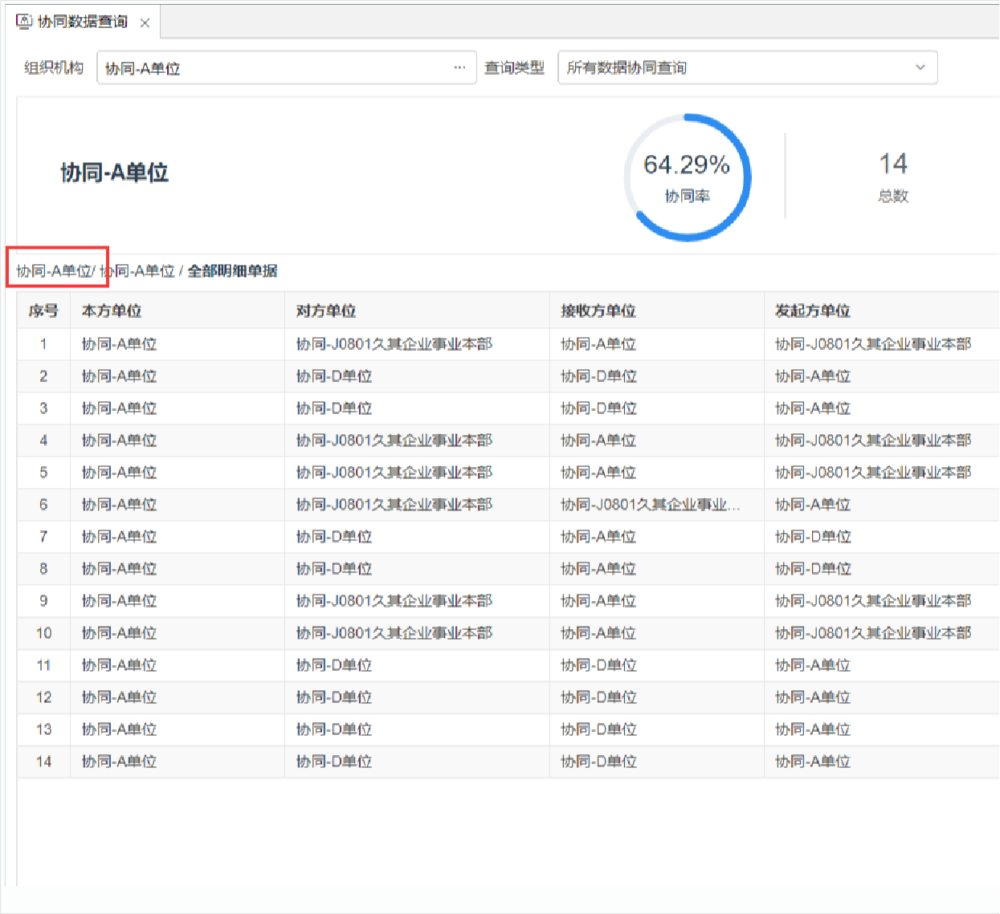 协同数据查询
组织机构 协同-A单位 ... 查询类型 所有数据协同查询
协同-A单位
64.29%
协同率
14
总数
协同-A单位/ 协同-A单位 / 全部明细单据
序号 本方单位 对方单位 接收方单位 发起方单位
1 协同-A单位 协同-J0801久其企业事业本部 协同-A单位 协同-J0801久其企业事业本部
2 协同-A单位 协同-D单位 协同-D单位 协同-A单位
3 协同-A单位 协同-D单位 协同-D单位 协同-A单位
4 协同-A单位 协同-J0801久其企业事业本部 协同-A单位 协同-J0801久其企业事业本部
5 协同-A单位 协同-J0801久其企业事业本部 协同-A单位 协同-J0801久其企业事业本部
6 协同-A单位 协同-J0801久其企业事业本部 协同-J0801久其企业事业... 协同-A单位
7 协同-A单位 协同-D单位 协同-A单位 协同-D单位
8 协同-A单位 协同-D单位 协同-A单位 协同-D单位
9 协同-A单位 协同-J0801久其企业事业本部 协同-A单位 协同-J0801久其企业事业本部
10 协同-A单位 协同-J0801久其企业事业本部 协同-A单位 协同-J0801久其企业事业本部
11 协同-A单位 协同-D单位 协同-D单位 协同-A单位
12 协同-A单位 协同-D单位 协同-D单位 协同-A单位
13 协同-A单位 协同-D单位 协同-D单位 协同-A单位
14 协同-A单位 协同-D单位 协同-D单位 协同-A单位